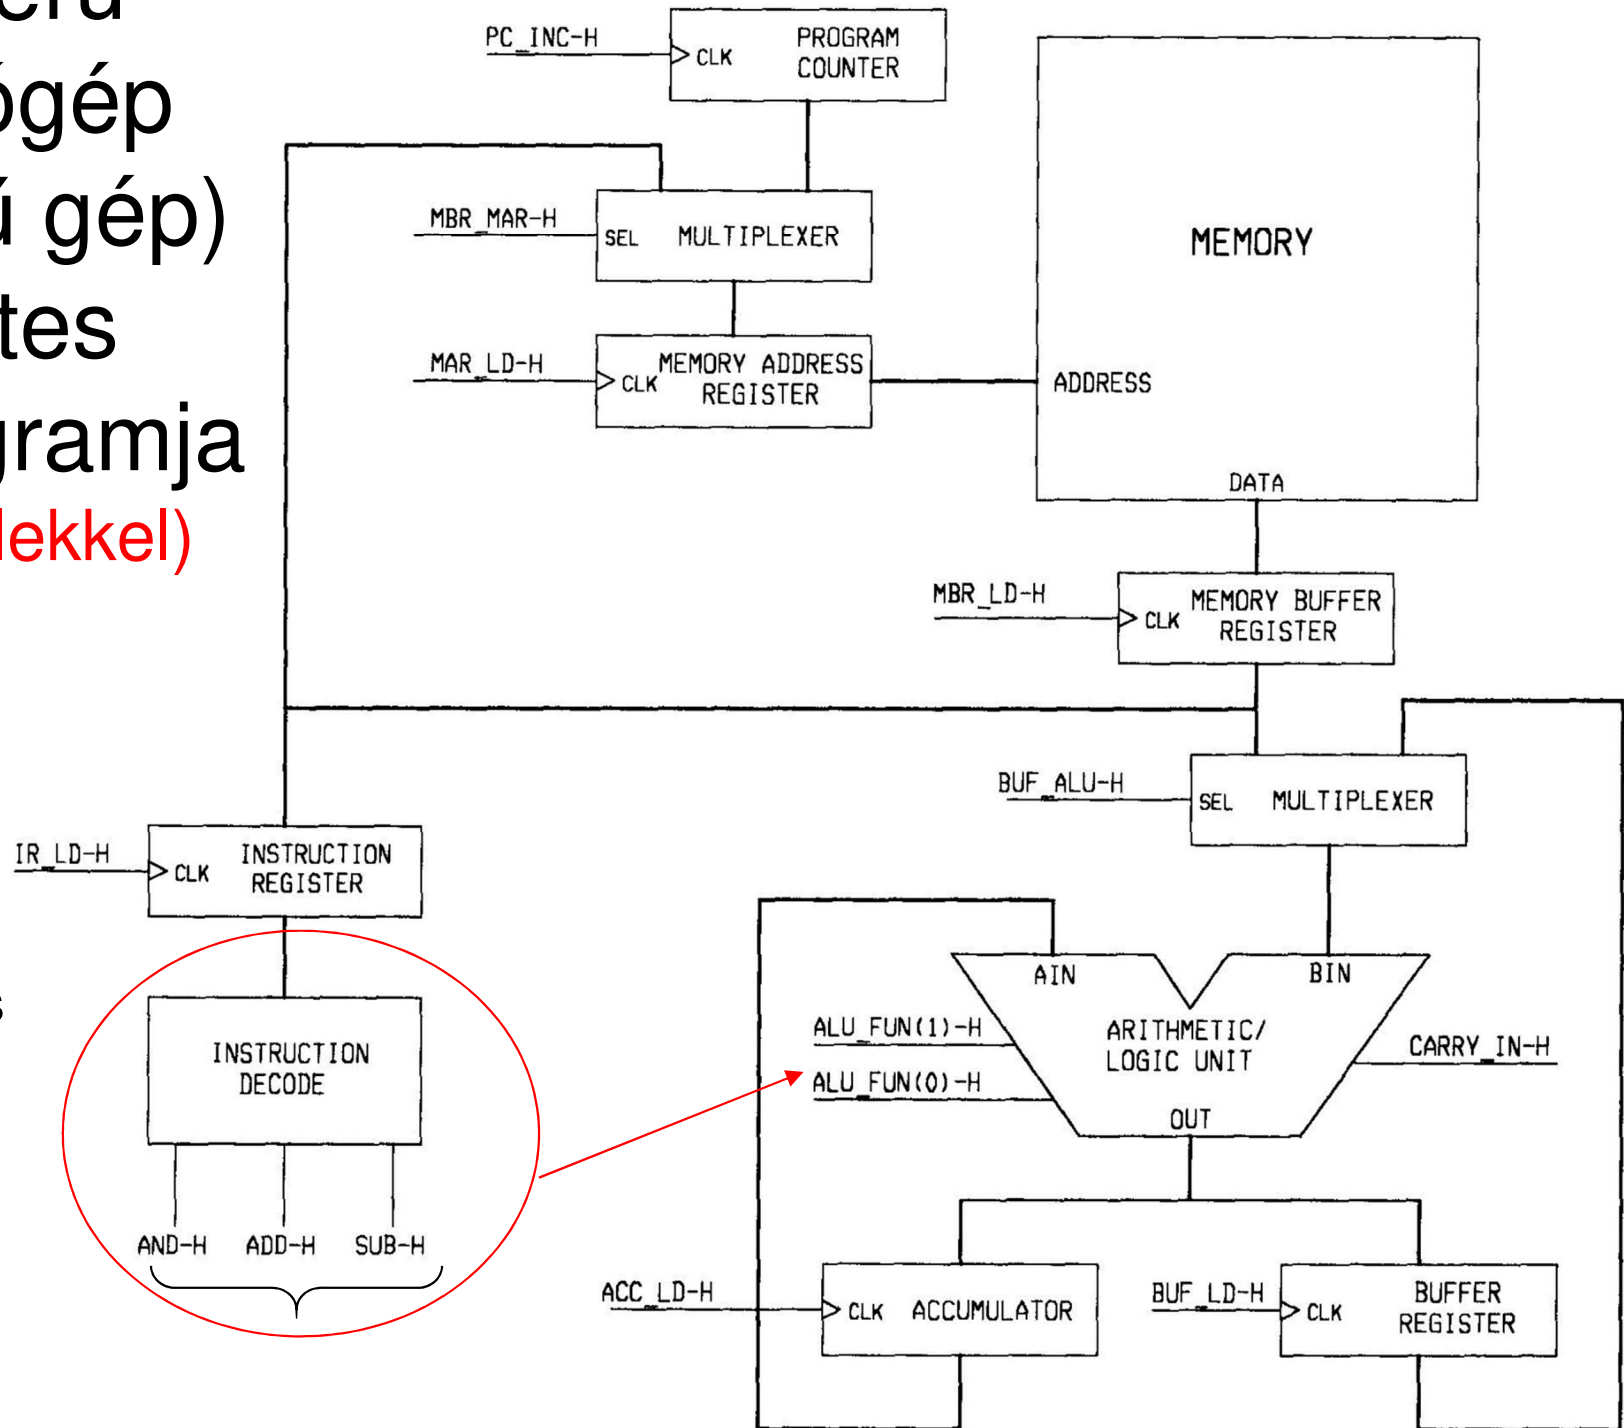 ógép
ű gép)
tes
gramja
lekkel)
PC_INC-H
CLK
PROGRAM
COUNTER
MBR_MAR-H
SEL
MULTIPLEXER
MEMORY
MAR_LD-H
CLK
MEMORY ADDRESS
REGISTER
ADDRESS
DATA
MBR_LD-H
CLK
MEMORY BUFFER
REGISTER
BUF_ALU-H
SEL
MULTIPLEXER
IR_LD-H
CLK
INSTRUCTION
REGISTER
s
INSTRUCTION
DECODE
AIN
BIN
ALU_FUN(1)-H
ARITHMETIC/
LOGIC UNIT
CARRY_IN-H
ALU_FUN(0)-H
OUT
AND-H
ADD-H
SUB-H
ACC_LD-H
CLK
ACCUMULATOR
BUF_LD-H
CLK
BUFFER
REGISTER